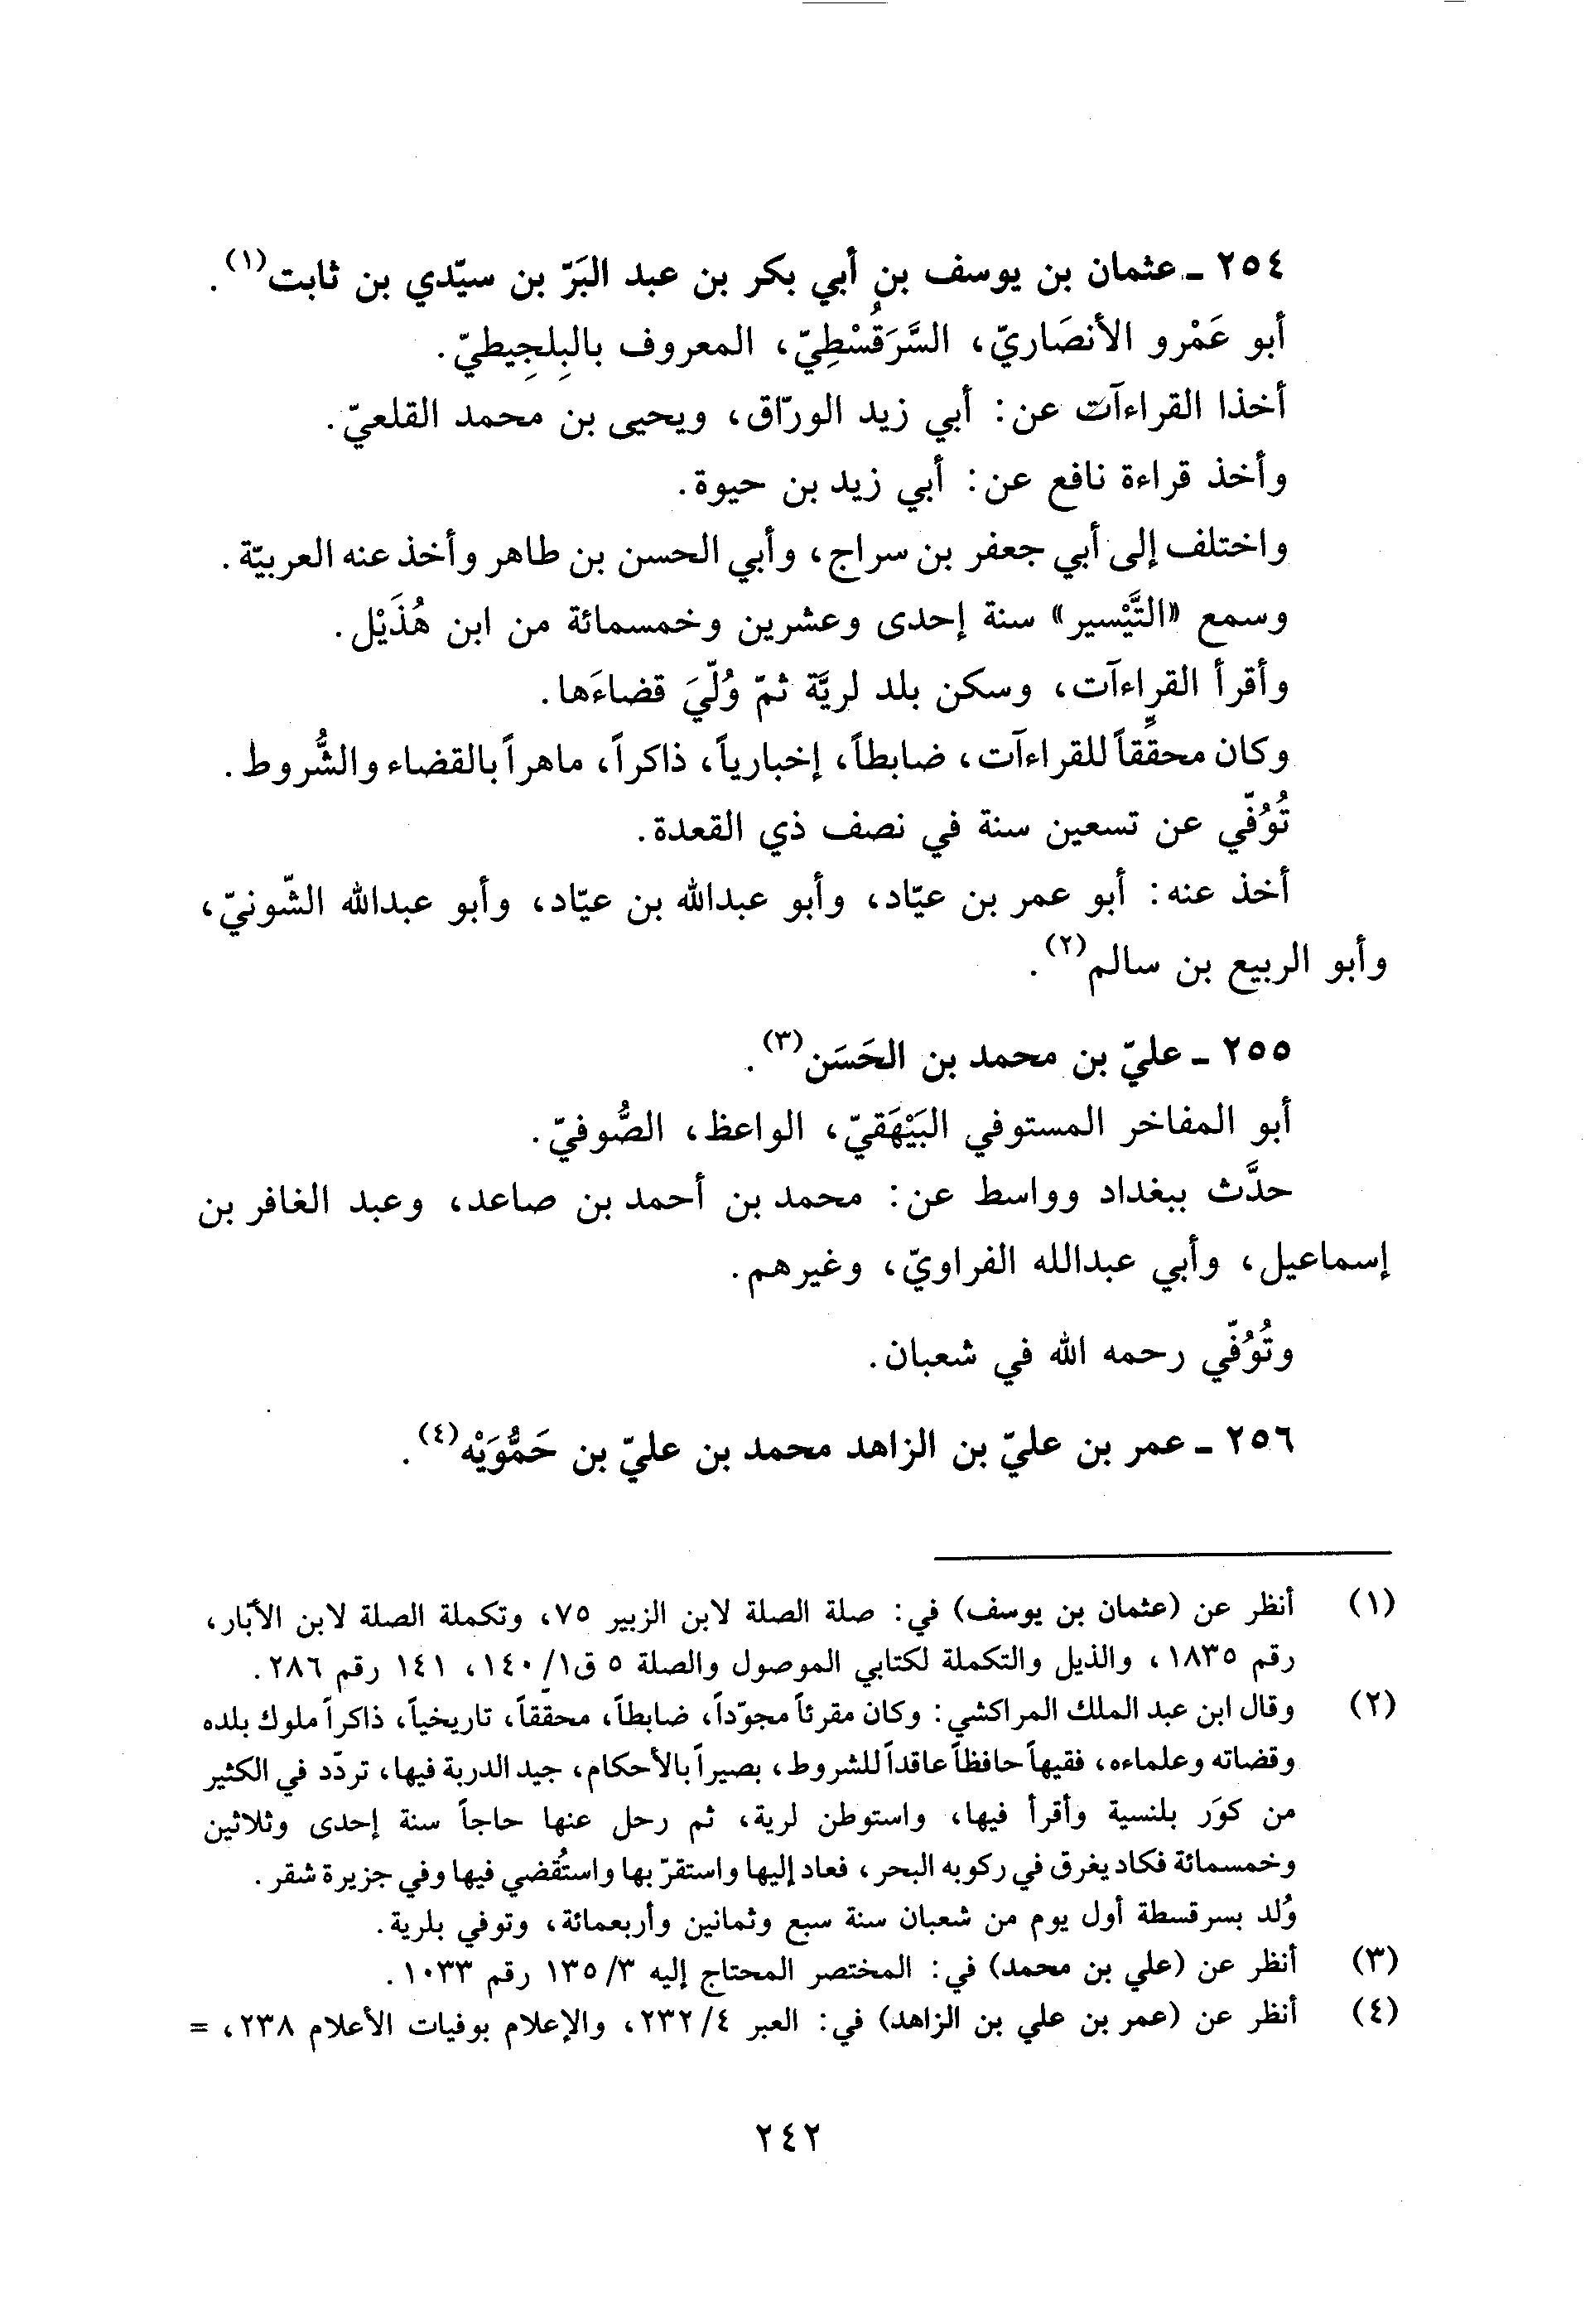 ٢٥٤ ـ عثمان بن يوسف بن أبي بكر بن عبد البَرّ بن سيّدي بن ثابت(١).
أبو عَمْرو الأنصَاريّ، السَّرَقُسْطِيّ، المعروف بالبِلجِيطيّ.
أخذا القراءآت عن: أبي زيد الورّاق، ويحيى بن محمد القلعيّ.
وأخذ قراءة نافع عن: أبي زيد بن حيوة.
واختلف إلى أبي جعفر بن سراج، وأبي الحسن بن طاهر وأخذ عنه العربيّة.
وسمع «التَّيْسير» سنة إحدى وعشرين وخمسمائة من ابن هُذَيْل.
وأقرأ القراءآت، وسكن بلد لريَّة ثمّ وُلّيَ قضاءَها.
وكان محقِّقاً للقراءآت، ضابطاً، إخبارياً، ذاكراً، ماهراً بالقضاء والشُّروط.
تُوُفّي عن تسعين سنة في نصف ذي القعدة.
أخذ عنه: أبو عمر بن عيّاد، وأبو عبدالله بن عيّاد، وأبو عبدالله الشّونيّ،
وأبو الربيع بن سالم(٢).
٢٥٥ ـ عليّ بن محمد بن الحَسَن(٣).
أبو المفاخر المستوفي البَيْهَقيّ، الواعظ، الصُّوفيّ.
حدَّث ببغداد وواسط عن: محمد بن أحمد بن صاعد، وعبد الغافر بن
إسماعيل، وأبي عبدالله الفراويّ، وغيرهم.
وتُوُفّي رحمه الله في شعبان.
٢٥٦ ـ عمر بن عليّ بن الزاهد محمد بن عليّ بن حَمُّوَيْه(٤).
(١) أنظر عن (عثمان بن يوسف) في: صلة الصلة لابن الزبير ٧٥، وتكملة الصلة لابن الأبّار،
رقم ١٨٣٥، والذيل والتكملة لكتابي الموصول والصلة ٥ ق١/١٤٠، ١٤١ رقم ٢٨٦.
(٢) وقال ابن عبد الملك المراكشي: وكان مقرئاً مجوّداً، ضابطاً، محقّقاً، تاريخياً، ذاكراً ملوك بلده
وقضاته وعلماءه، فقيهاً حافظاً عاقداً للشروط، بصيراً بالأحكام، جيد الدربة فيها، تردّد في الكثير
من كوَر بلنسية وأقرأ فيها، واستوطن لرية، ثم رحل عنها حاجاً سنة إحدى وثلاثين
وخمسمائة فكاد يغرق في ركوبه البحر، فعاد إليها واستقرّ بها واستُقضي فيها وفي جزيرة شقر.
وُلد بسرقسطة أول يوم من شعبان سنة سبع وثمانين وأربعمائة، وتوفي بلرية.
(٣) أنظر عن (علي بن محمد) في: المختصر المحتاج إليه ١٣٥/٣ رقم ١٠٣٣.
(٤) أنظر عن (عمر بن علي بن الزاهد) في: العبر ٢٣٢/٤، والإعلام بوفيات الأعلام ٢٣٨، =
٢٤٢